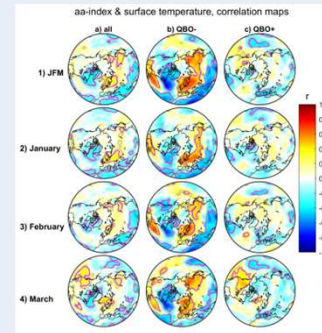 aa-index & surface temperature, correlation maps
a) all b) QBO- c) QBO+
1) JFM
r
2) January
3) February
4) March